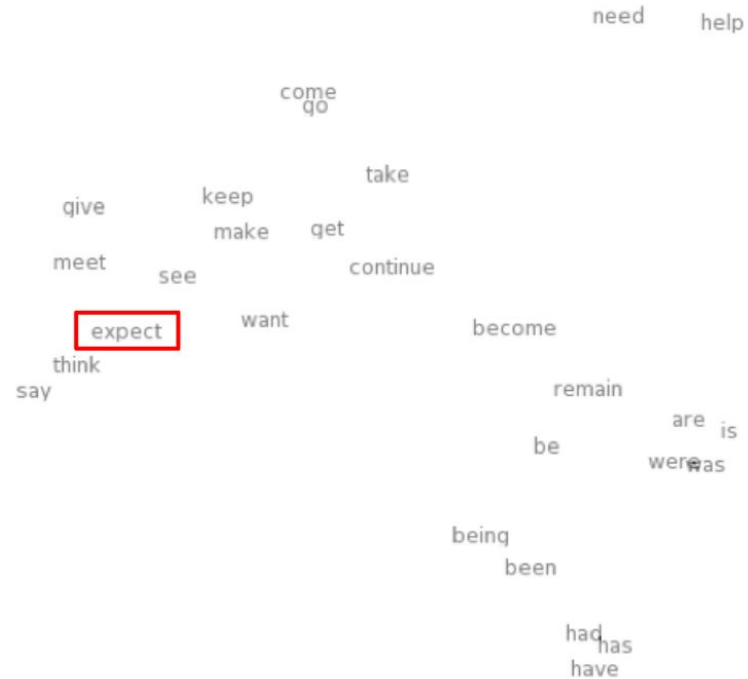 need help
come
go
take
keep
give
make get
meet
continue
see
want
become
expect
think
remain
say
are
is
be
were was
being
been
had
has
have